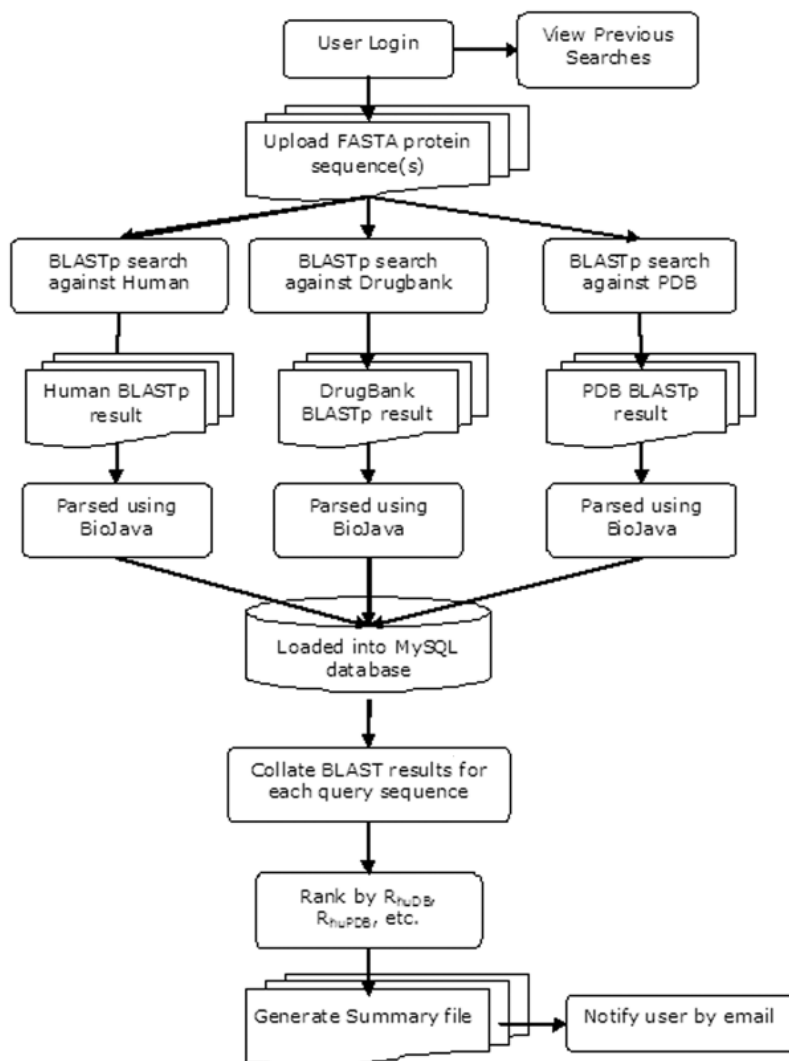 User Login
View Previous
Searches
Upload FASTA protein
sequence(s)
BLASTp search
against Human
BLASTp search
against Drugbank
BLASTp search
against PDB
Human BLASTp
result
DrugBank
BLASTp result
PDB BLASTp
result
Parsed using
BioJava
Parsed using
BioJava
Parsed using
BioJava
Loaded into MySQL
database
Collate BLAST results for
each query sequence
Rank by RhuDB,
RhuPDB, etc.
Generate Summary file
Notify user by email